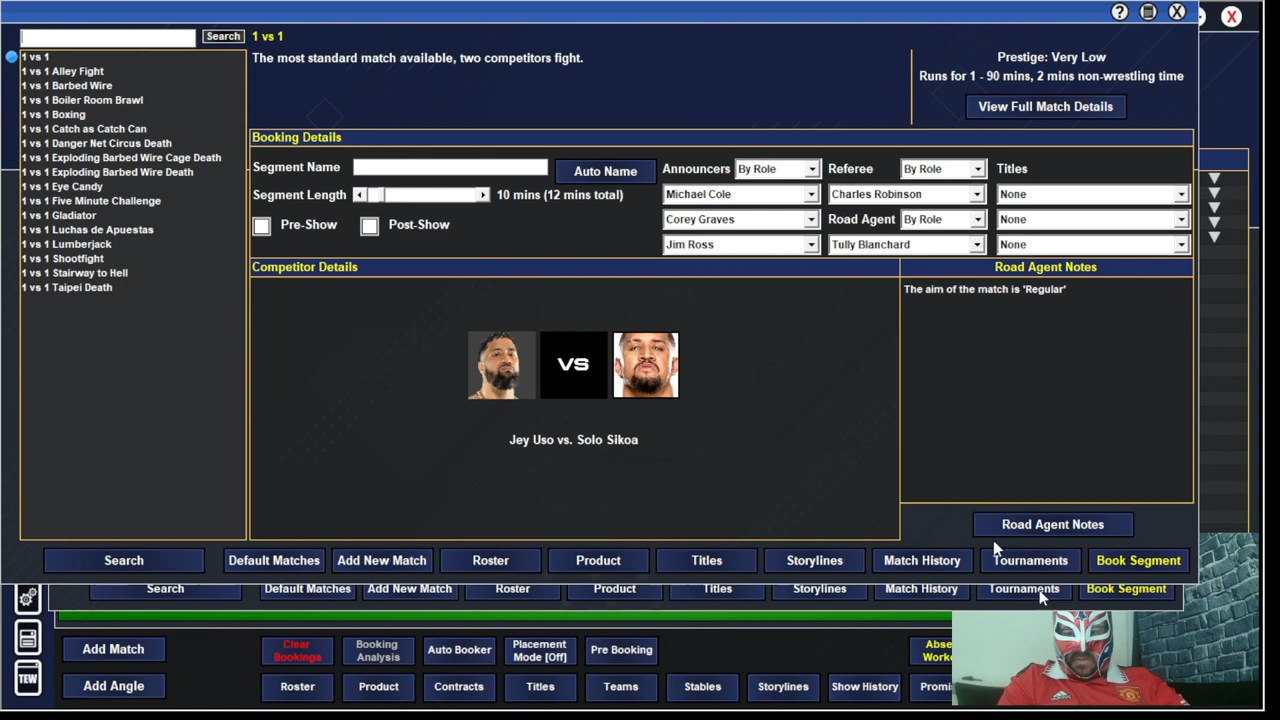 ? X X
Search 1 vs 1
1 vs 1
1 vs 1 Alley Fight
1 vs 1 Barbed Wire
1 vs 1 Boiler Room Brawl
1 vs 1 Boxing
1 vs 1 Catch as Catch Can
1 vs 1 Danger Net Circus Death
1 vs 1 Exploding Barbed Wire Cage Death
1 vs 1 Exploding Barbed Wire Death
1 vs 1 Eye Candy
1 vs 1 Five Minute Challenge
1 vs 1 Gladiator
1 vs 1 Luchas de Apuestas
1 vs 1 Lumberjack
1 vs 1 Shootfight
1 vs 1 Stairway to Hell
1 vs 1 Taipei Death
The most standard match available, two competitors fight.
Prestige: Very Low
Runs for 1 - 90 mins, 2 mins non-wrestling time
View Full Match Details
Booking Details
Segment Name Auto Name Announcers By Role Referee By Role Titles
Segment Length 10 mins (12 mins total) Michael Cole Charles Robinson None
Pre-Show Post-Show Corey Graves Road Agent By Role None
Jim Ross Tully Blanchard None
Competitor Details
VS
Jey Uso vs. Solo Sikoa
Road Agent Notes
The aim of the match is 'Regular'
Road Agent Notes
Search Default Matches Add New Match Roster Product Titles Storylines Match History Tournaments Book Segment
Search Default Matches Add New Match Roster Product Titles Storylines Match History Tournaments Book Segment
Add Match Clear Bookings Booking Analysis Auto Booker Placement Mode [Off] Pre Booking Abse Work
TEW Add Angle Roster Product Contracts Titles Teams Stables Storylines Show History Promi